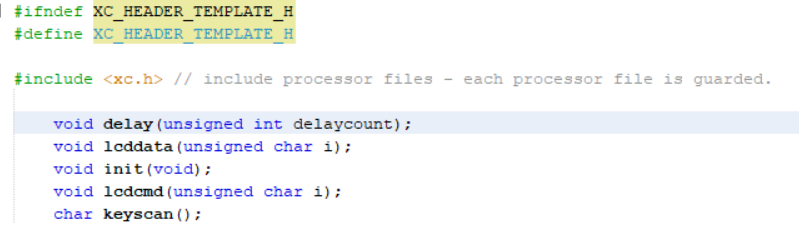 #ifndef XC_HEADER_TEMPLATE_H
#define XC_HEADER_TEMPLATE_H
#include <xc.h> // include processor files - each processor file is guarded.
void delay(unsigned int delaycount);
void lcddata(unsigned char i);
void init(void);
void lcdcmd(unsigned char i);
char keyscan();